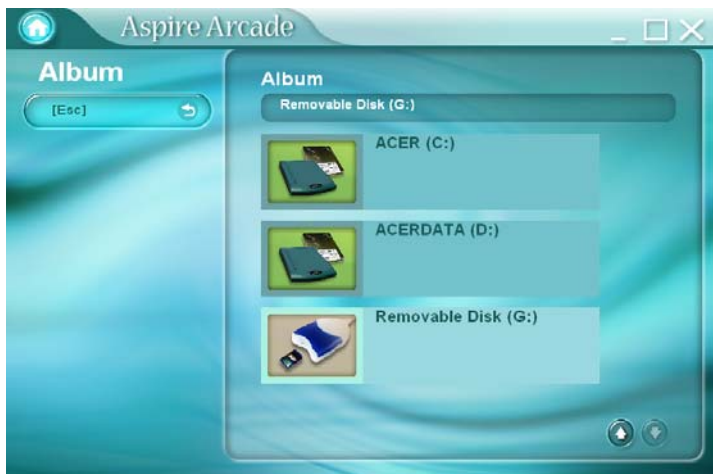 Aspire Arcade
Album
[Esc]
Album
Removable Disk (G:)
ACER (C:)
ACERDATA (D:)
Removable Disk (G:)